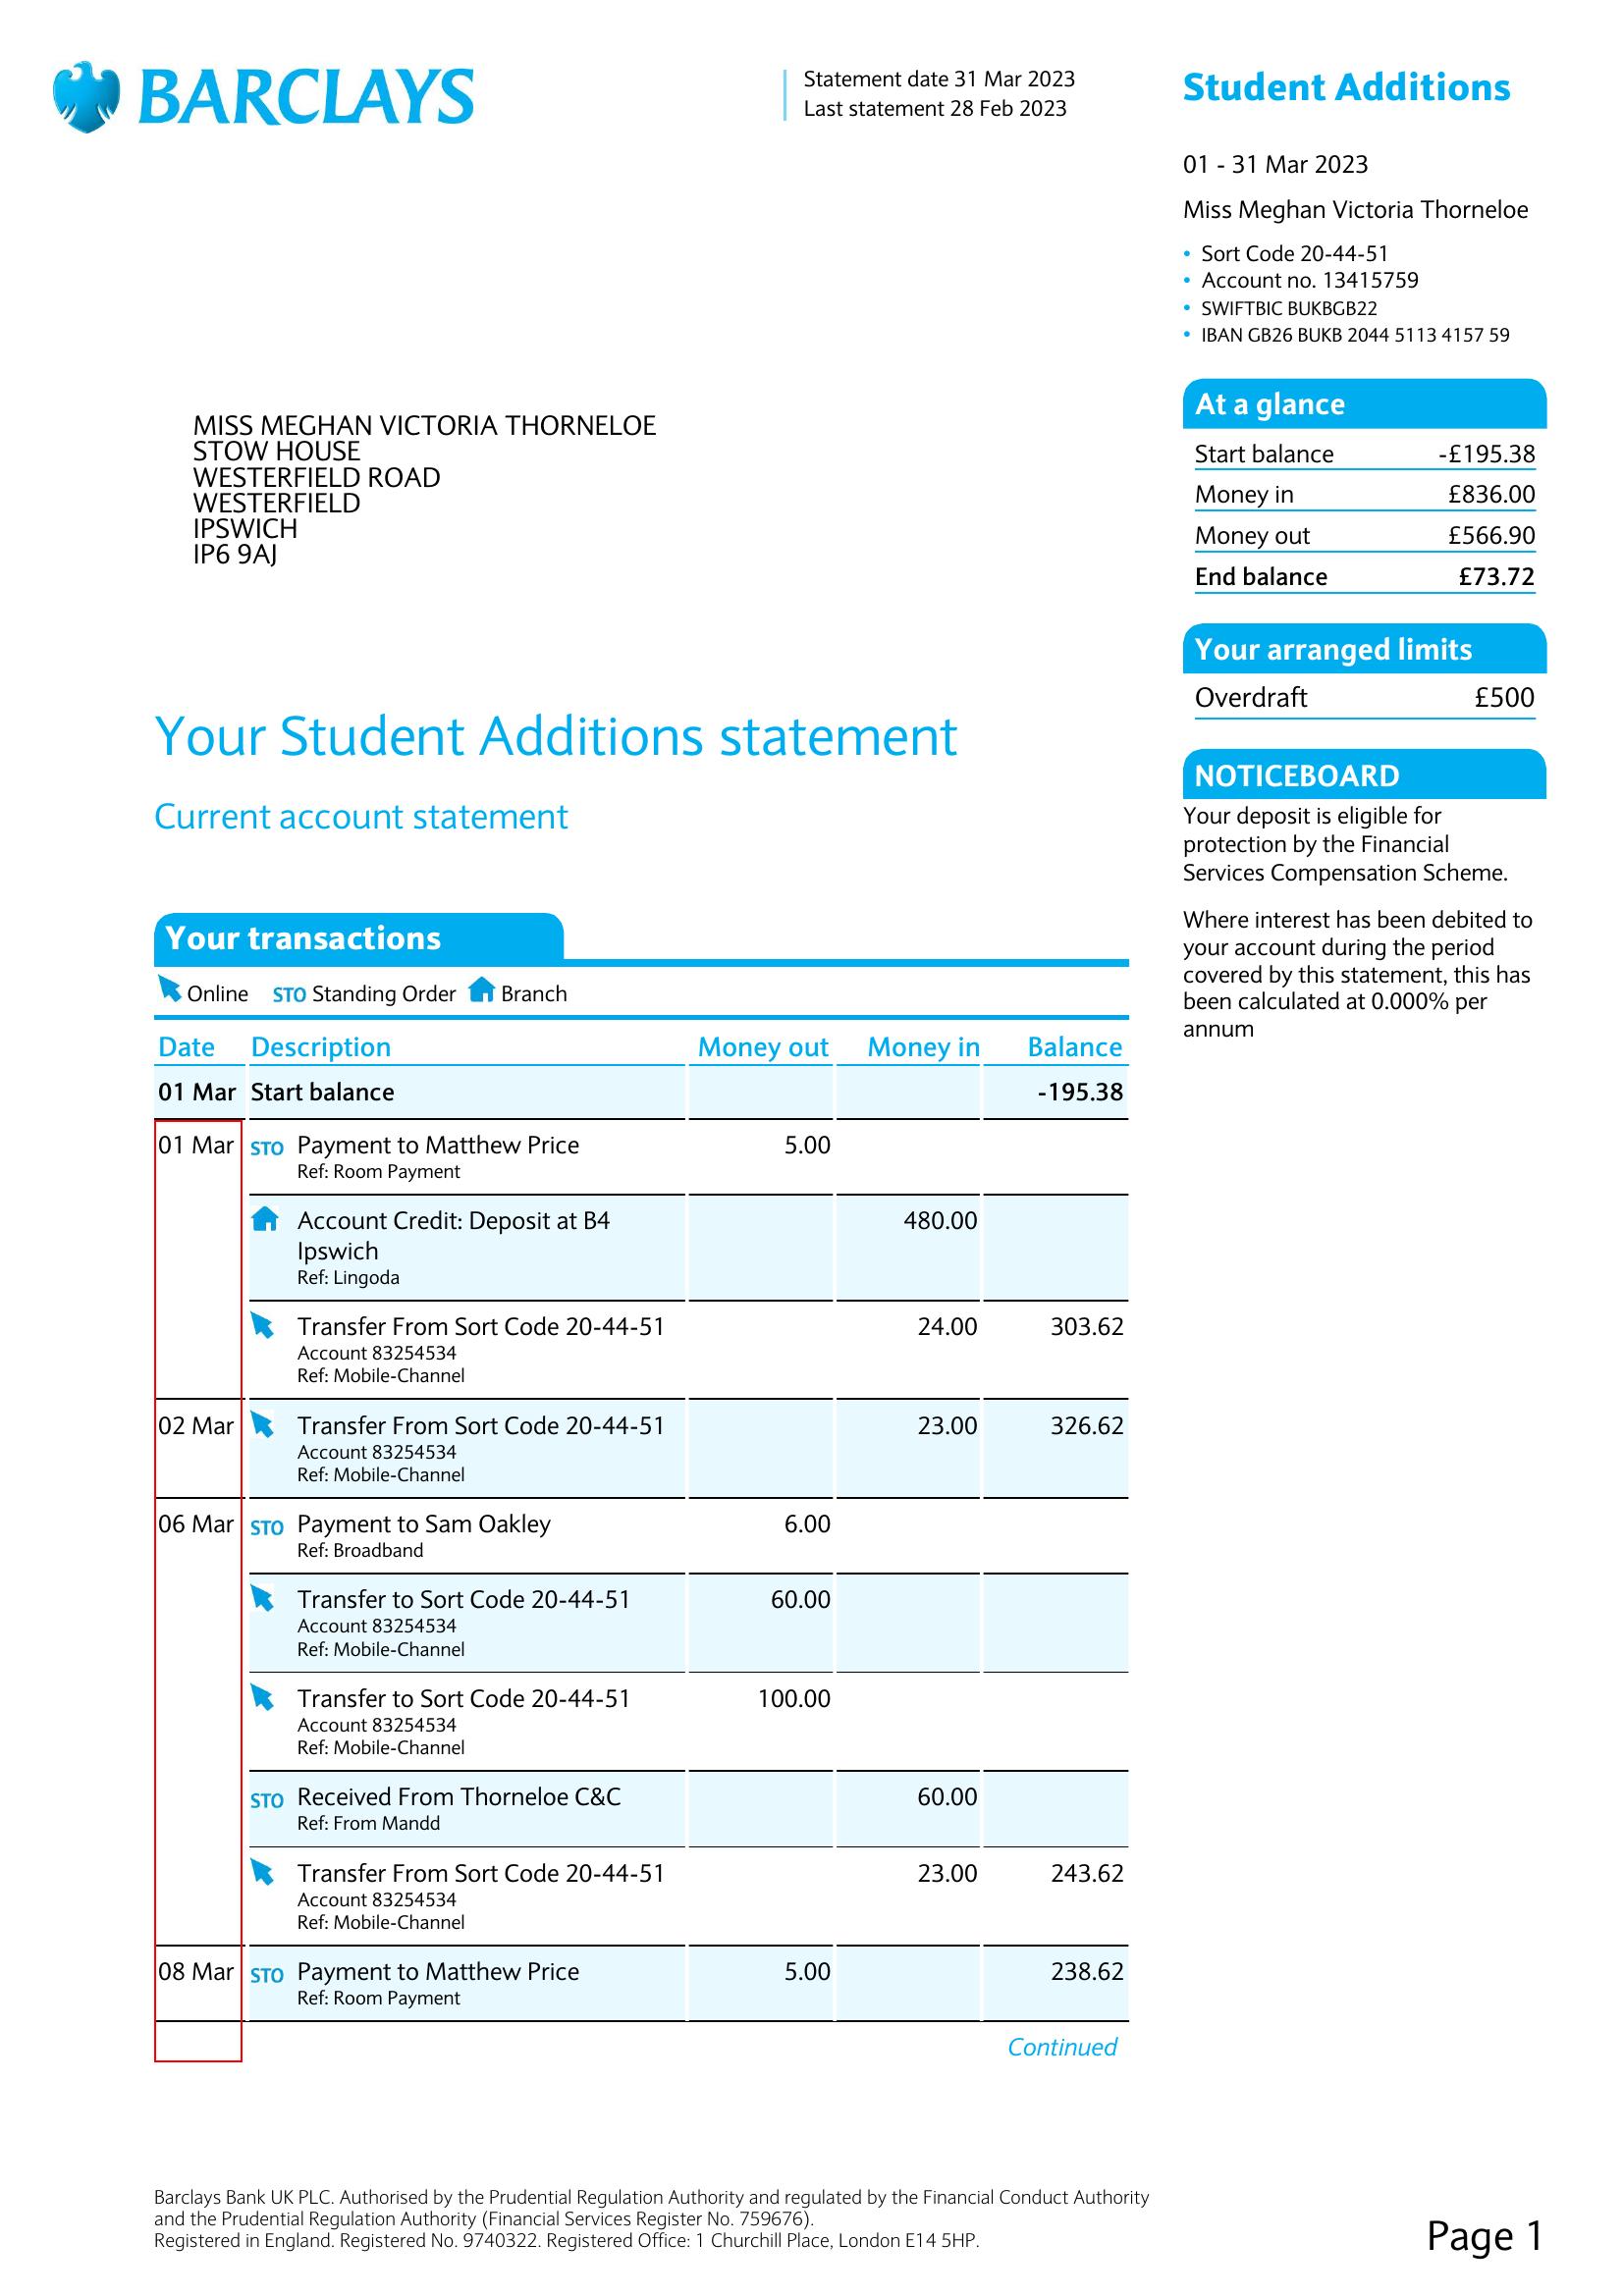 BARCLAYS
Statement date 31 Mar 2023
Last statement 28 Feb 2023
Student Additions
01 - 31 Mar 2023
Miss Meghan Victoria Thorneloe
• Sort Code 20-44-51
• Account no. 13415759
• SWIFTBIC BUKBGB22
• IBAN GB26 BUKB 2044 5113 4157 59
MISS MEGHAN VICTORIA THORNELOE
STOW HOUSE
WESTERFIELD ROAD
WESTERFIELD
IPSWICH
IP6 9AJ
At a glance
Start balance -£195.38
Money in £836.00
Money out £566.90
End balance £73.72
Your arranged limits
Overdraft £500
NOTICEBOARD
Your deposit is eligible for
protection by the Financial
Services Compensation Scheme.
Where interest has been debited to
your account during the period
covered by this statement, this has
been calculated at 0.000% per
annum
Your Student Additions statement
Current account statement
Your transactions
Online STO Standing Order Branch
Date Description Money out Money in Balance
01 Mar Start balance -195.38
01 Mar STO Payment to Matthew Price 5.00
Ref: Room Payment
Account Credit: Deposit at B4 480.00
Ipswich
Ref: Lingoda
Transfer From Sort Code 20-44-51 24.00 303.62
Account 83254534
Ref: Mobile-Channel
02 Mar Transfer From Sort Code 20-44-51 23.00 326.62
Account 83254534
Ref: Mobile-Channel
06 Mar STO Payment to Sam Oakley 6.00
Ref: Broadband
Transfer to Sort Code 20-44-51 60.00
Account 83254534
Ref: Mobile-Channel
Transfer to Sort Code 20-44-51 100.00
Account 83254534
Ref: Mobile-Channel
STO Received From Thorneloe C&C 60.00
Ref: From Mandd
Transfer From Sort Code 20-44-51 23.00 243.62
Account 83254534
Ref: Mobile-Channel
08 Mar STO Payment to Matthew Price 5.00 238.62
Ref: Room Payment
Continued
Barclays Bank UK PLC. Authorised by the Prudential Regulation Authority and regulated by the Financial Conduct Authority
and the Prudential Regulation Authority (Financial Services Register No. 759676).
Registered in England. Registered No. 9740322. Registered Office: 1 Churchill Place, London E14 5HP.
Page 1